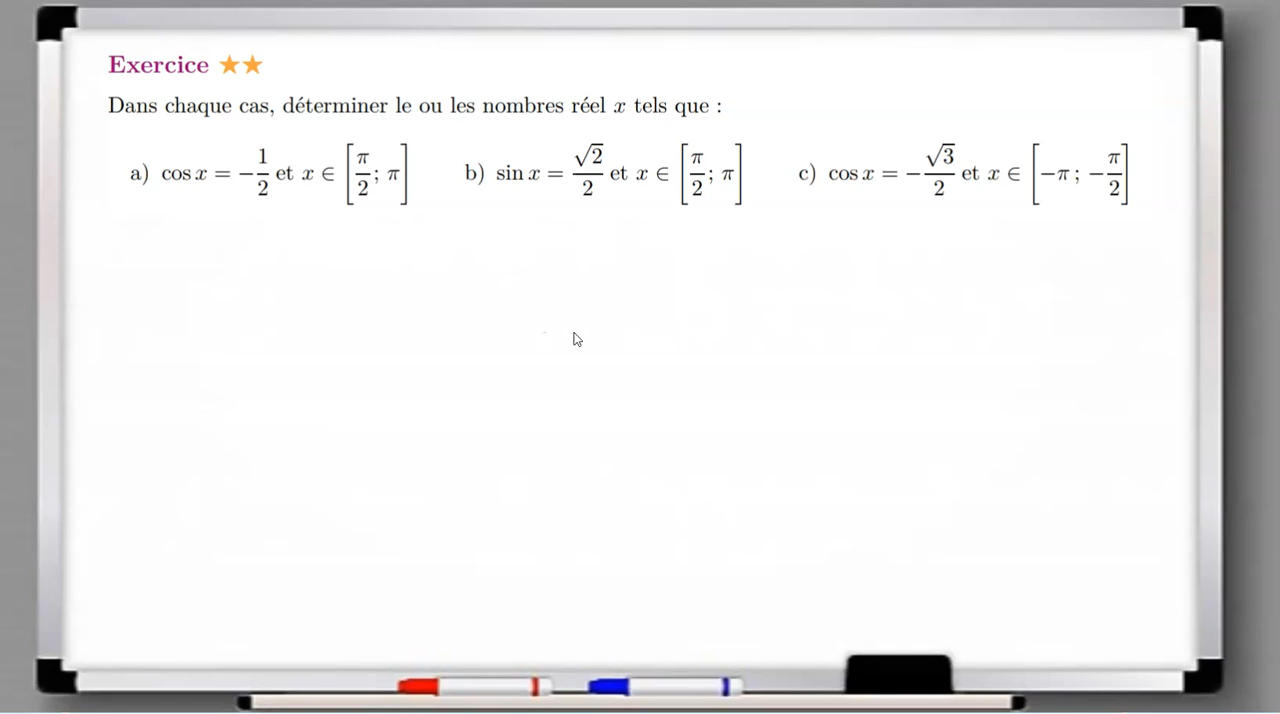 Exercice ★★
Dans chaque cas, déterminer le ou les nombres réel x tels que :
a) cos x = −1/2 et x ∈ [π/2 ; π] b) sin x = √2/2 et x ∈ [π/2 ; π] c) cos x = −√3/2 et x ∈ [−π ; −π/2]